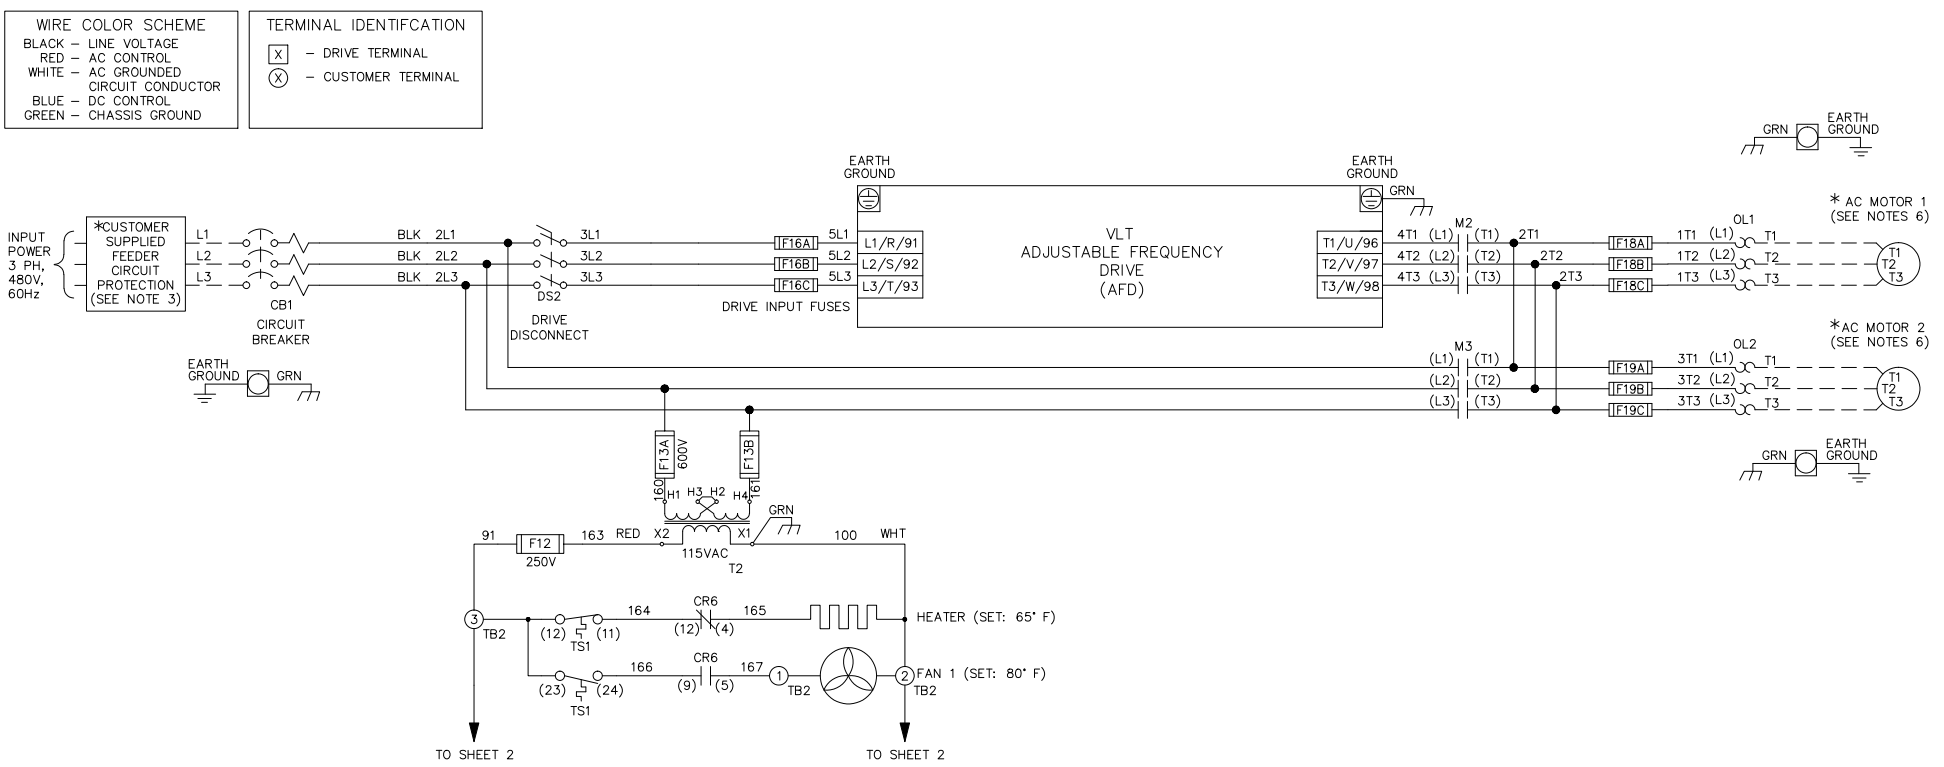 WIRE COLOR SCHEME
BLACK – LINE VOLTAGE
RED – AC CONTROL
WHITE – AC GROUNDED
CIRCUIT CONDUCTOR
BLUE – DC CONTROL
GREEN – CHASSIS GROUND
TERMINAL IDENTIFCATION
X – DRIVE TERMINAL
X – CUSTOMER TERMINAL
INPUT
POWER
3 PH,
480V,
60Hz
*CUSTOMER
SUPPLIED
FEEDER
CIRCUIT
PROTECTION
(SEE NOTE 3)
L1
L2
L3
CB1
CIRCUIT
BREAKER
BLK 2L1
BLK 2L2
BLK 2L3
DS2
DRIVE
DISCONNECT
3L1
3L2
3L3
F16A
F16B
F16C
DRIVE INPUT FUSES
5L1
5L2
5L3
EARTH
GROUND
L1/R/91
L2/S/92
L3/T/93
VLT
ADJUSTABLE FREQUENCY
DRIVE
(AFD)
EARTH
GROUND
GRN
T1/U/96
T2/V/97
T3/W/98
4T1 (L1)
4T2 (L2)
4T3 (L3)
M2
(T1)
(T2)
(T3)
2T1
2T2
2T3
F18A
F18B
F18C
1T1 (L1)
1T2 (L2)
1T3 (L3)
OL1
T1
T2
T3
GRN
EARTH
GROUND
* AC MOTOR 1
(SEE NOTES 6)
T1
T2
T3
EARTH
GROUND
GRN
M3
(L1) (T1)
(L2) (T2)
(L3) (T3)
F19A
F19B
F19C
3T1 (L1)
3T2 (L2)
3T3 (L3)
OL2
T1
T2
T3
*AC MOTOR 2
(SEE NOTES 6)
T1
T2
T3
GRN
EARTH
GROUND
F13A
600V
F13B
160
161
H1 H3 H2 H4
GRN
91
F12
250V
163 RED X2
X1
115VAC
T2
100 WHT
3
TB2
(12) (11)
TS1
164
CR6
(12) (4)
165
HEATER (SET: 65° F)
(23) (24)
TS1
166
CR6
(9) (5)
167
1
TB2
2
TB2
FAN 1 (SET: 80° F)
TO SHEET 2
TO SHEET 2